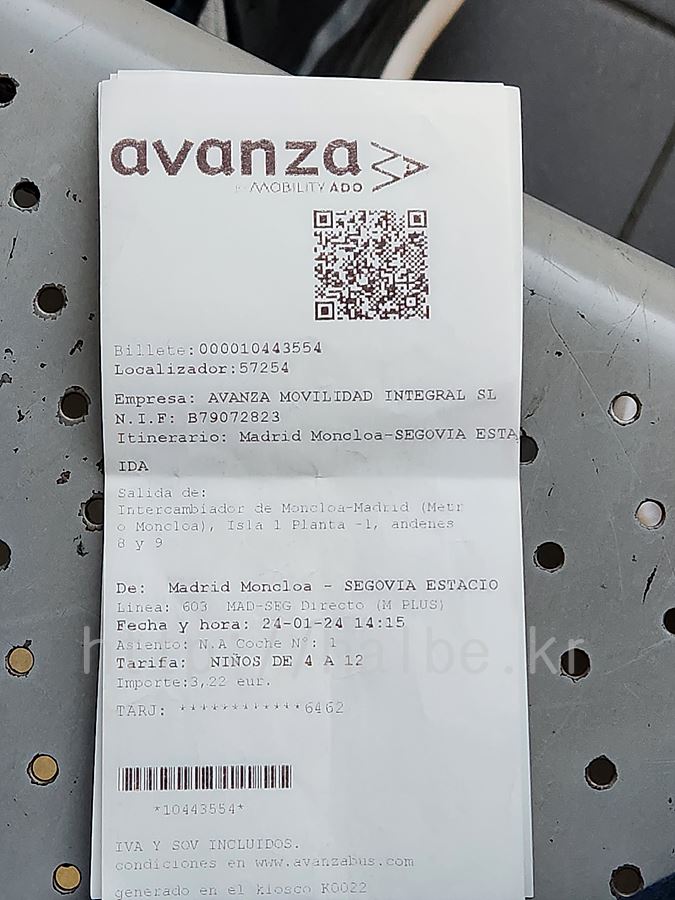 avanza
MOBILITY ADO
Billete:000010443554
Localizador:57254
Empresa: AVANZA MOVILIDAD INTEGRAL SL
N.I.F: B79072823
Itinerario: Madrid Moncloa-SEGOVIA ESTA
IDA
Salida de:
Intercambiador de Moncloa-Madrid (Metr
o Moncloa), Isla 1 Planta -1, andenes
8 y 9
De: Madrid Moncloa - SEGOVIA ESTACIO
Linea: 603 MAD-SEG Directo (M PLUS)
Fecha y hora: 24-01-24 14:15
Asiento: N.A Coche Nº: 1
Tarifa: NIÑOS DE 4 A 12
Importe:3,22 eur.
TARJ: ************6462
*10443554*
IVA Y SOV INCLUIDOS.
condiciones en www.avanzabus.com
generado en el kiosco K0022